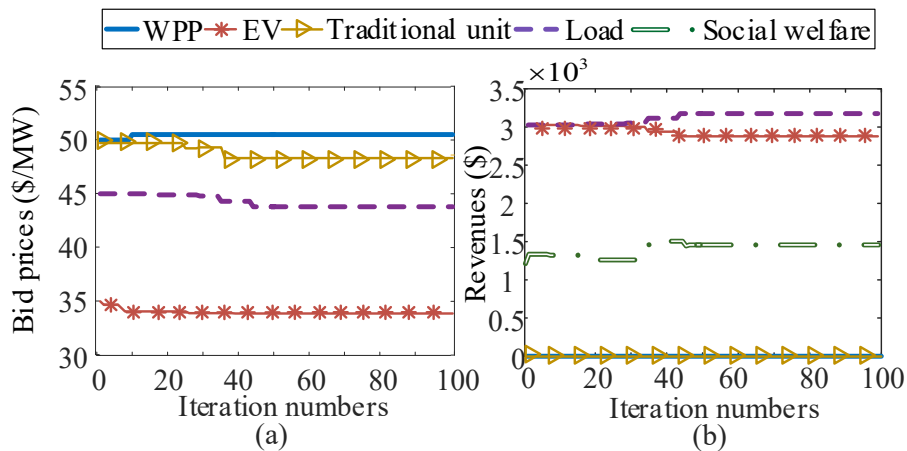 WPP EV Traditional unit Load Social welfare
Bid prices ($/MW)
55
50
45
40
35
30
0 20 40 60 80 100
Iteration numbers
(a)
×10³
Revenues ($)
3.5
3
2.5
2
1.5
1
0.5
0
0 20 40 60 80 100
Iteration numbers
(b)